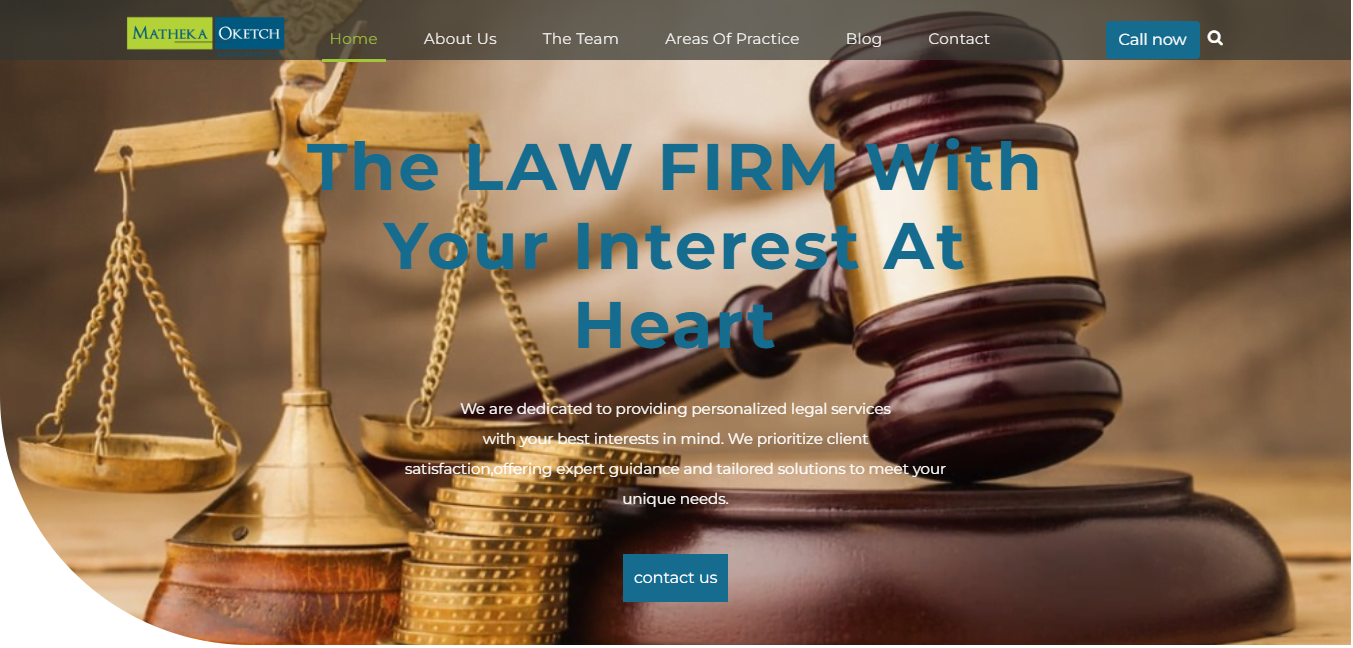 MATHEKA OKETCH
Home About Us The Team Areas Of Practice Blog Contact Call now
The LAW FIRM With
Your Interest At
Heart
We are dedicated to providing personalized legal services
with your best interests in mind. We prioritize client
satisfaction,offering expert guidance and tailored solutions to meet your
unique needs.
contact us